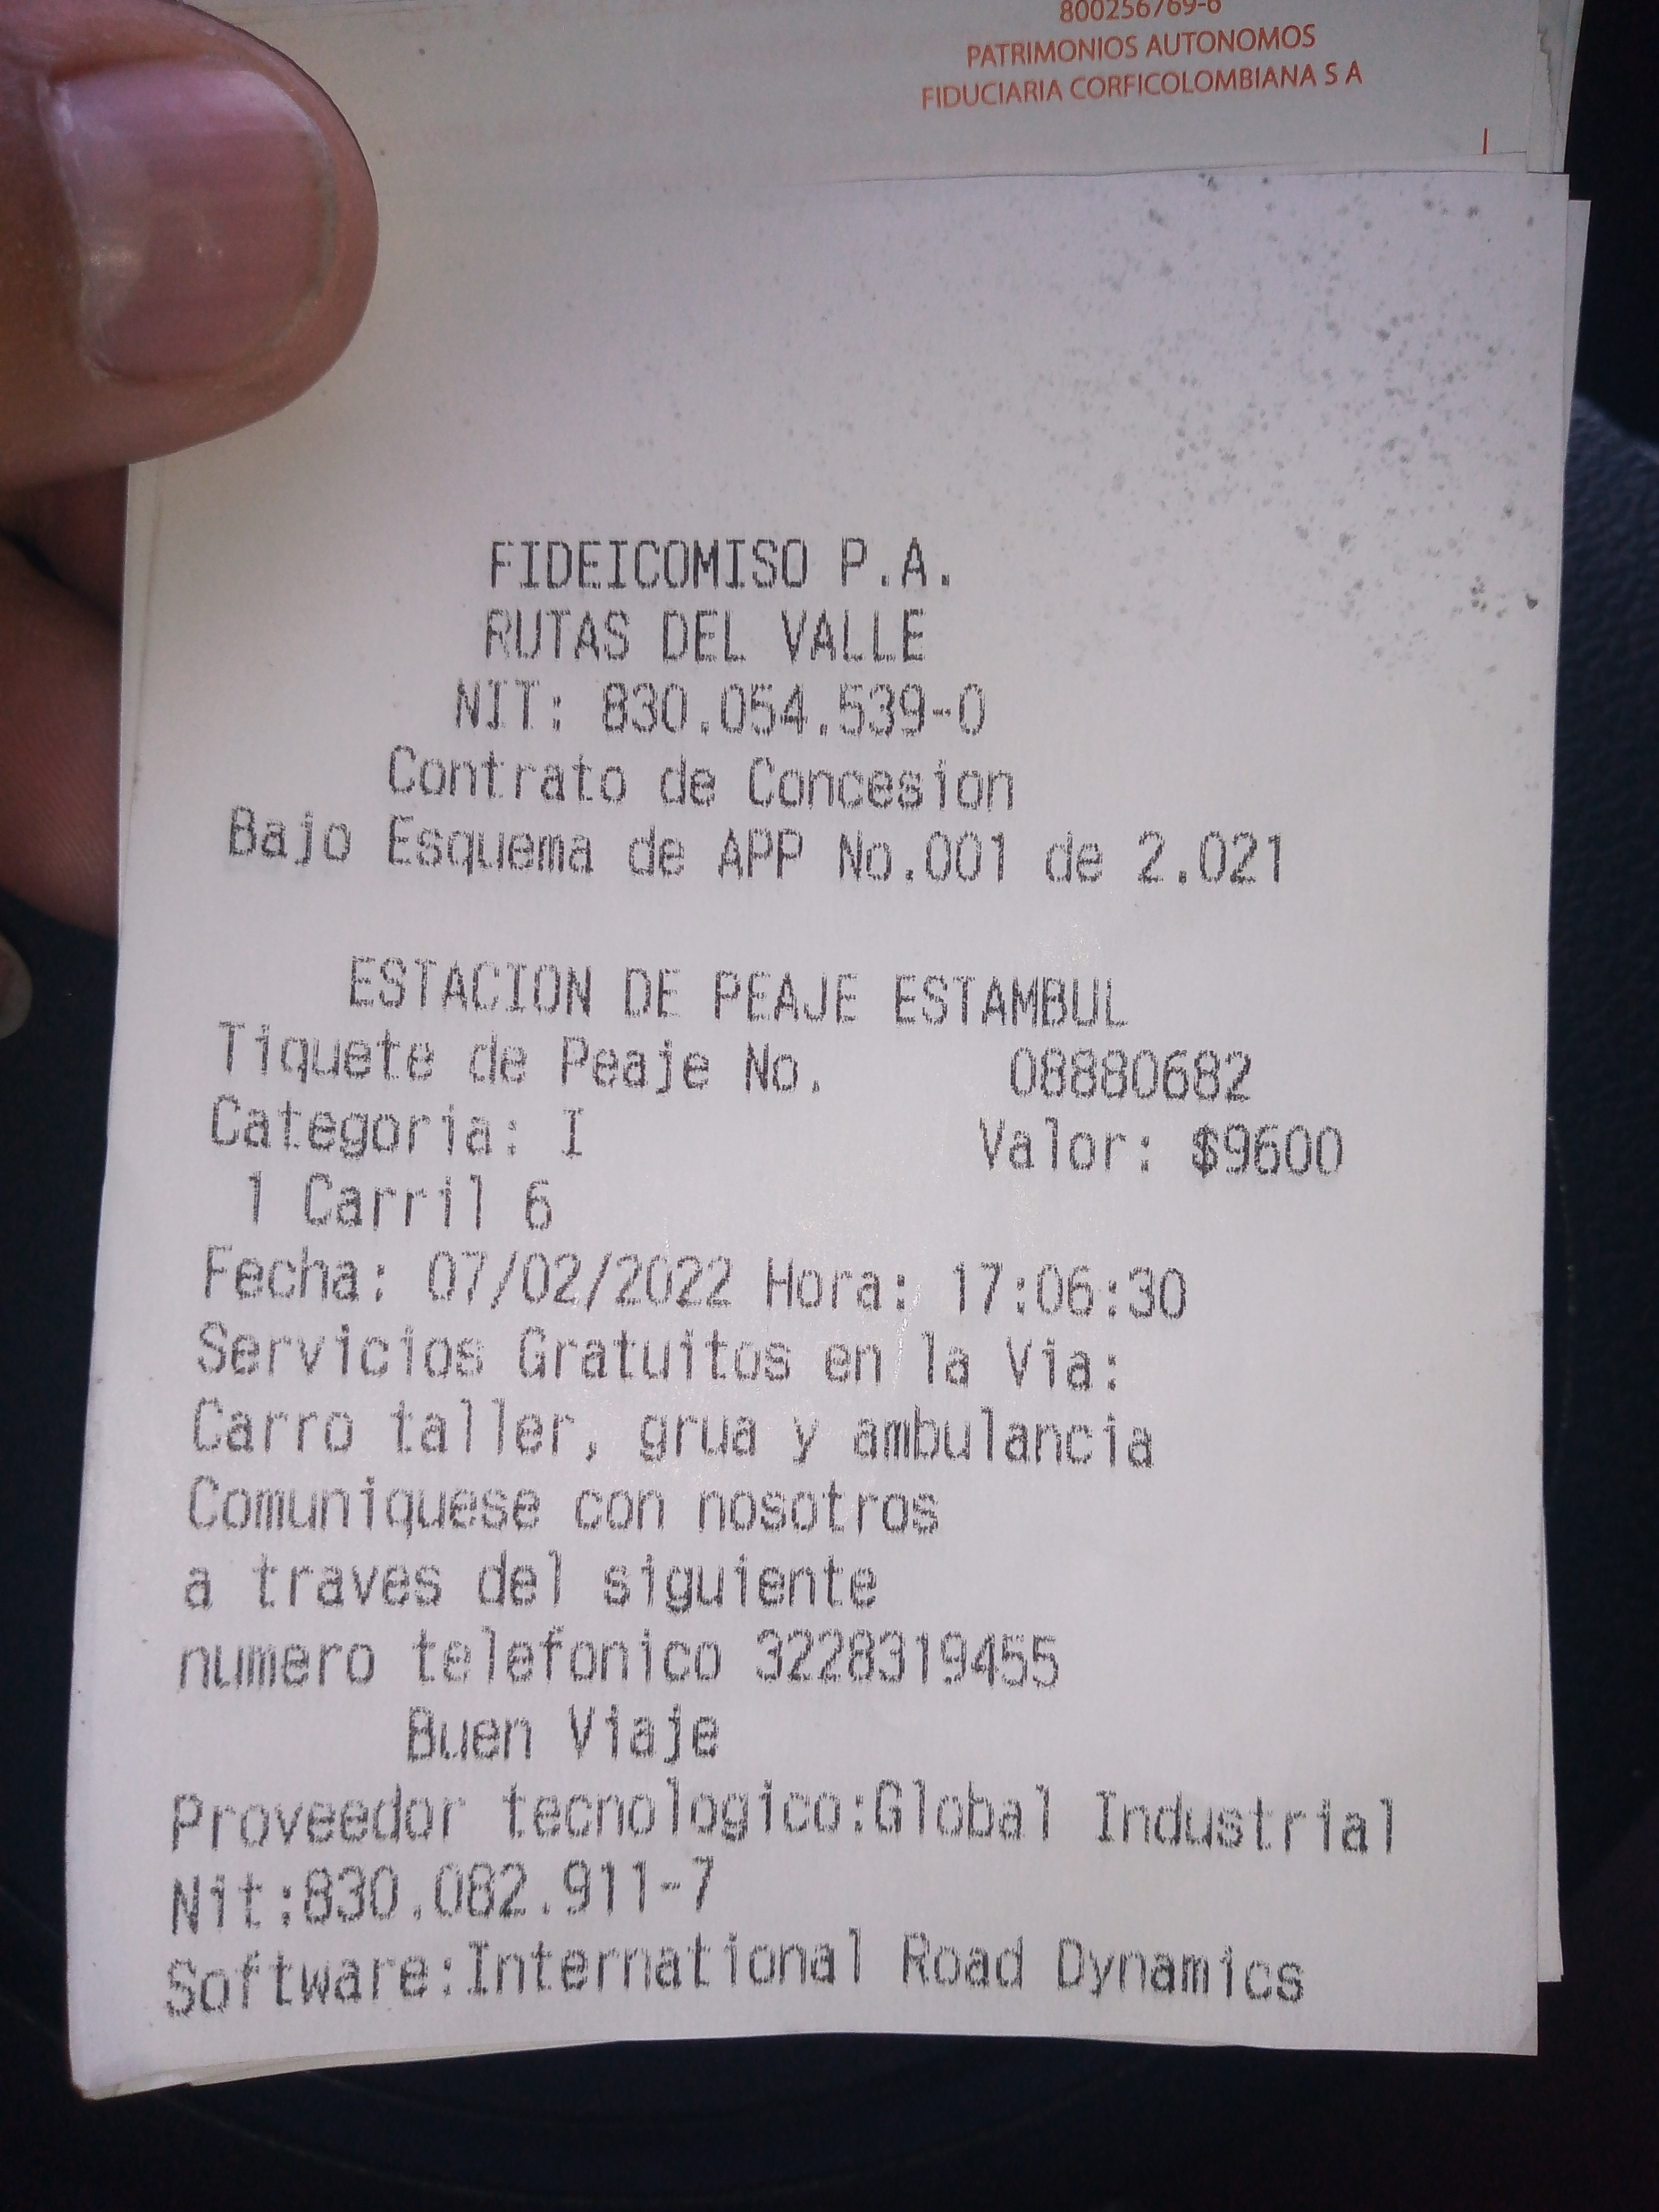 800256769-6
PATRIMONIOS AUTONOMOS
FIDUCIARIA CORFICOLOMBIANA S A
FIDEICOMISO P.A.
RUTAS DEL VALLE
NIT: 830.054.539-0
Contrato de Concesion
Bajo Esquema de APP No.001 de 2.021
ESTACION DE PEAJE ESTAMBUL
Tiquete de Peaje No. 08880682
Categoria: I Valor: $9600
1 Carril 6
Fecha: 07/02/2022 Hora: 17:06:30
Servicios Gratuitos en la Via:
Carro taller, grua y ambulancia
Comuniquese con nosotros
a traves del siguiente
numero telefonico 3228319455
Buen Viaje
Proveedor tecnologico:Global Industrial
Nit:830.082.911-7
Software:International Road Dynamics